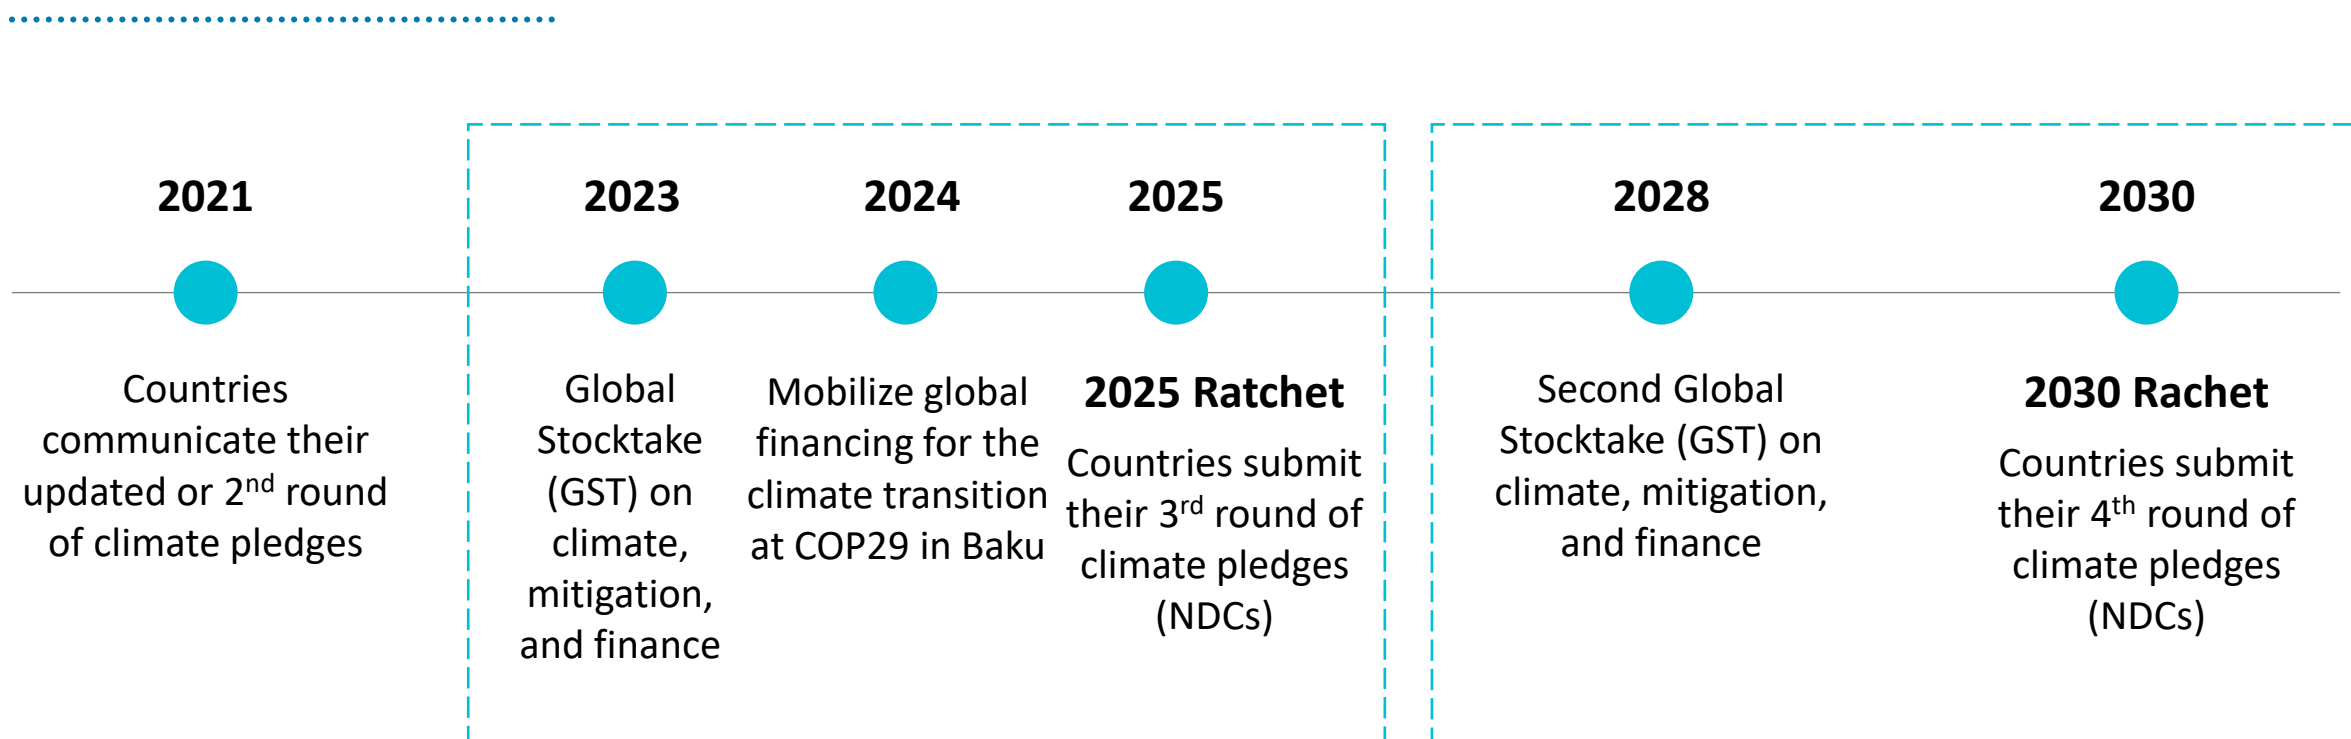 2021
Countries
communicate their
updated or 2nd round
of climate pledges
2023
Global
Stocktake
(GST) on
climate,
mitigation,
and finance
2024
Mobilize global
financing for the
climate transition
at COP29 in Baku
2025
2025 Ratchet
Countries submit
their 3rd round of
climate pledges
(NDCs)
2028
Second Global
Stocktake (GST) on
climate, mitigation,
and finance
2030
2030 Rachet
Countries submit
their 4th round of
climate pledges
(NDCs)